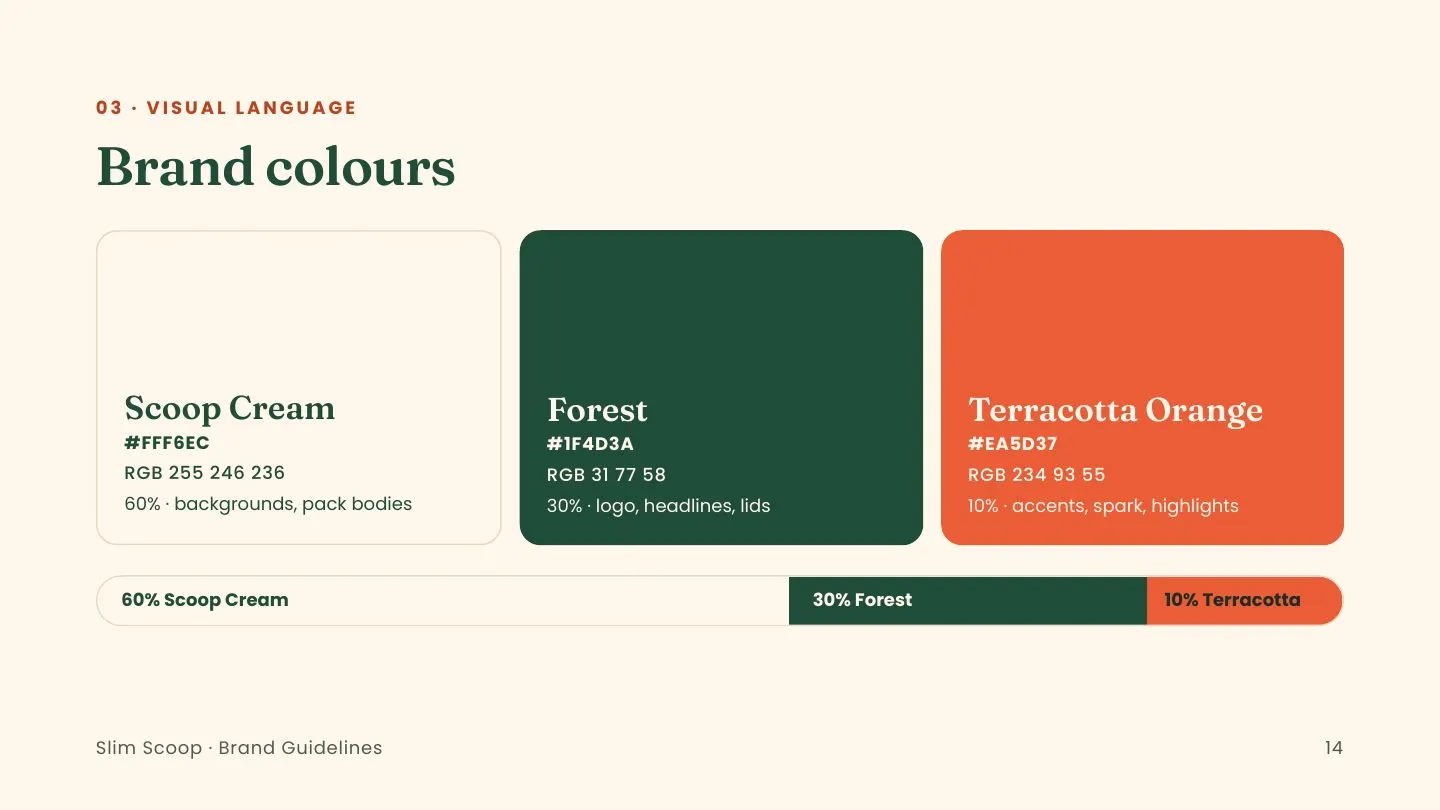 03 · VISUAL LANGUAGE
Brand colours
Scoop Cream
#FFF6EC
RGB 255 246 236
60% · backgrounds, pack bodies
Forest
#1F4D3A
RGB 31 77 58
30% · logo, headlines, lids
Terracotta Orange
#EA5D37
RGB 234 93 55
10% · accents, spark, highlights
60% Scoop Cream
30% Forest
10% Terracotta
Slim Scoop · Brand Guidelines
14